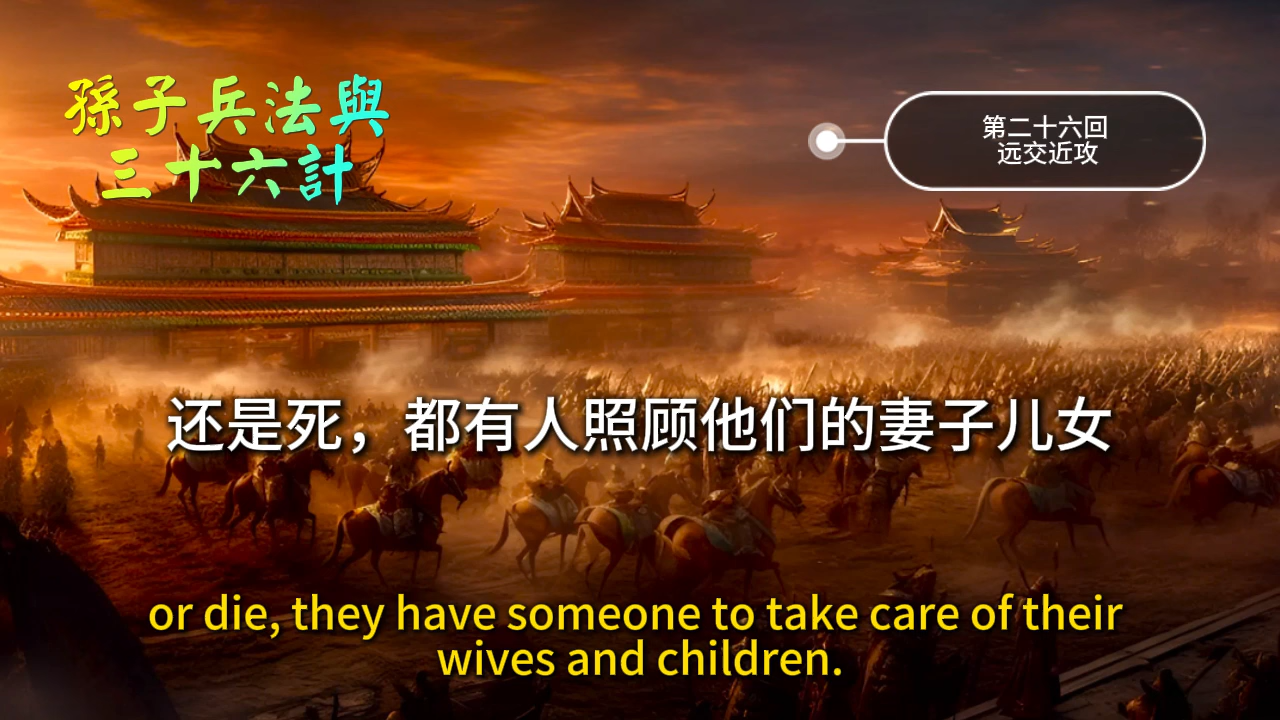 孫子兵法與
三十六計
第二十六回
远交近攻
还是死，都有人照顾他们的妻子儿女
or die, they have someone to take care of their
wives and children.